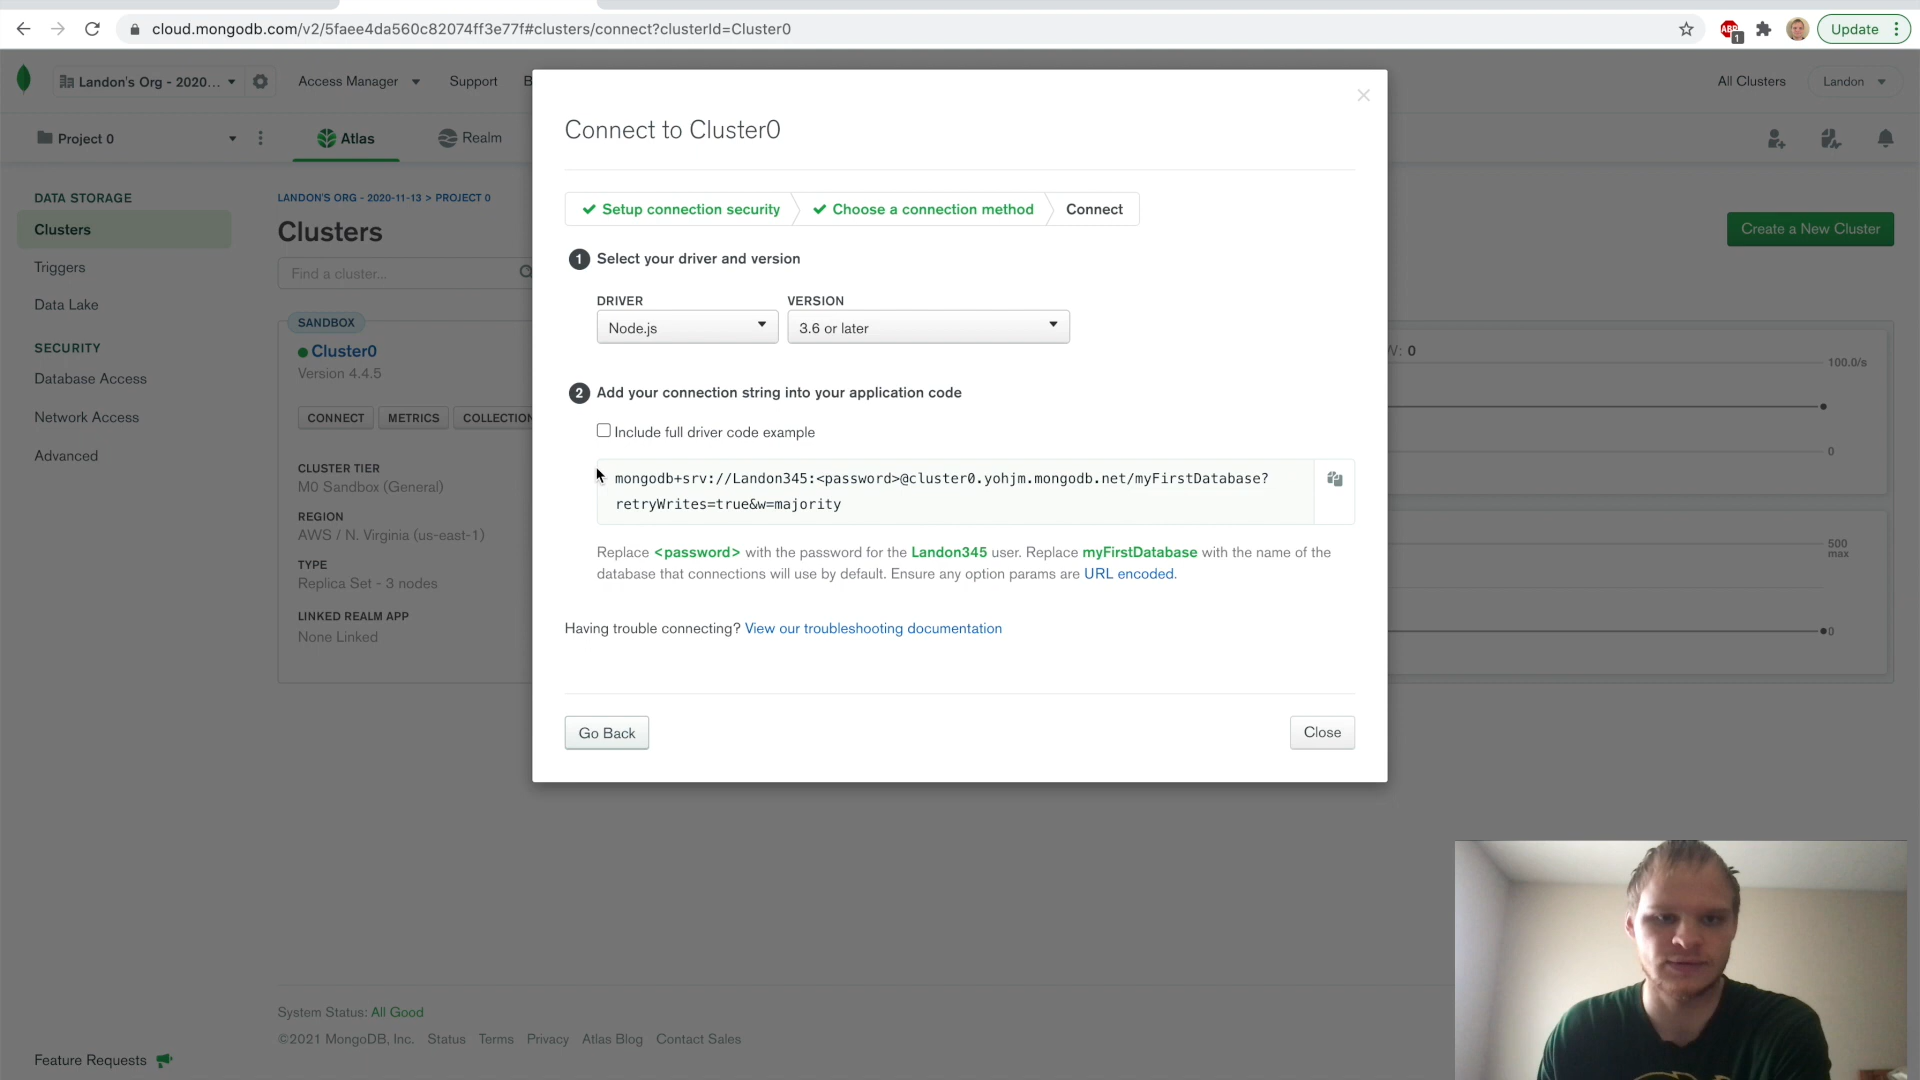 cloud.mongodb.com/v2/5faee4da560c82074ff3e77f#clusters/connect?clusterId=Cluster0
ABP
1
Update
Landon's Org - 2020...
Access Manager
Support
B
All Clusters
Landon
Project 0
Atlas
Realm
DATA STORAGE
Clusters
Triggers
Data Lake
SECURITY
Database Access
Network Access
Advanced
Feature Requests
LANDON'S ORG - 2020-11-13 > PROJECT 0
Clusters
Find a cluster...
Create a New Cluster
SANDBOX
Cluster0
Version 4.4.5
CONNECT
METRICS
COLLECTION
CLUSTER TIER
M0 Sandbox (General)
REGION
AWS / N. Virginia (us-east-1)
TYPE
Replica Set - 3 nodes
LINKED REALM APP
None Linked
: 0
100.0/s
0
500
max
0
Connect to Cluster0
Setup connection security
Choose a connection method
Connect
1 Select your driver and version
DRIVER
VERSION
Node.js
3.6 or later
2 Add your connection string into your application code
Include full driver code example
mongodb+srv://Landon345:<password>@cluster0.yohjm.mongodb.net/myFirstDatabase?
retryWrites=true&w=majority
Replace <password> with the password for the Landon345 user. Replace myFirstDatabase with the name of the
database that connections will use by default. Ensure any option params are URL encoded.
Having trouble connecting? View our troubleshooting documentation
Go Back
Close
System Status: All Good
©2021 MongoDB, Inc. Status Terms Privacy Atlas Blog Contact Sales